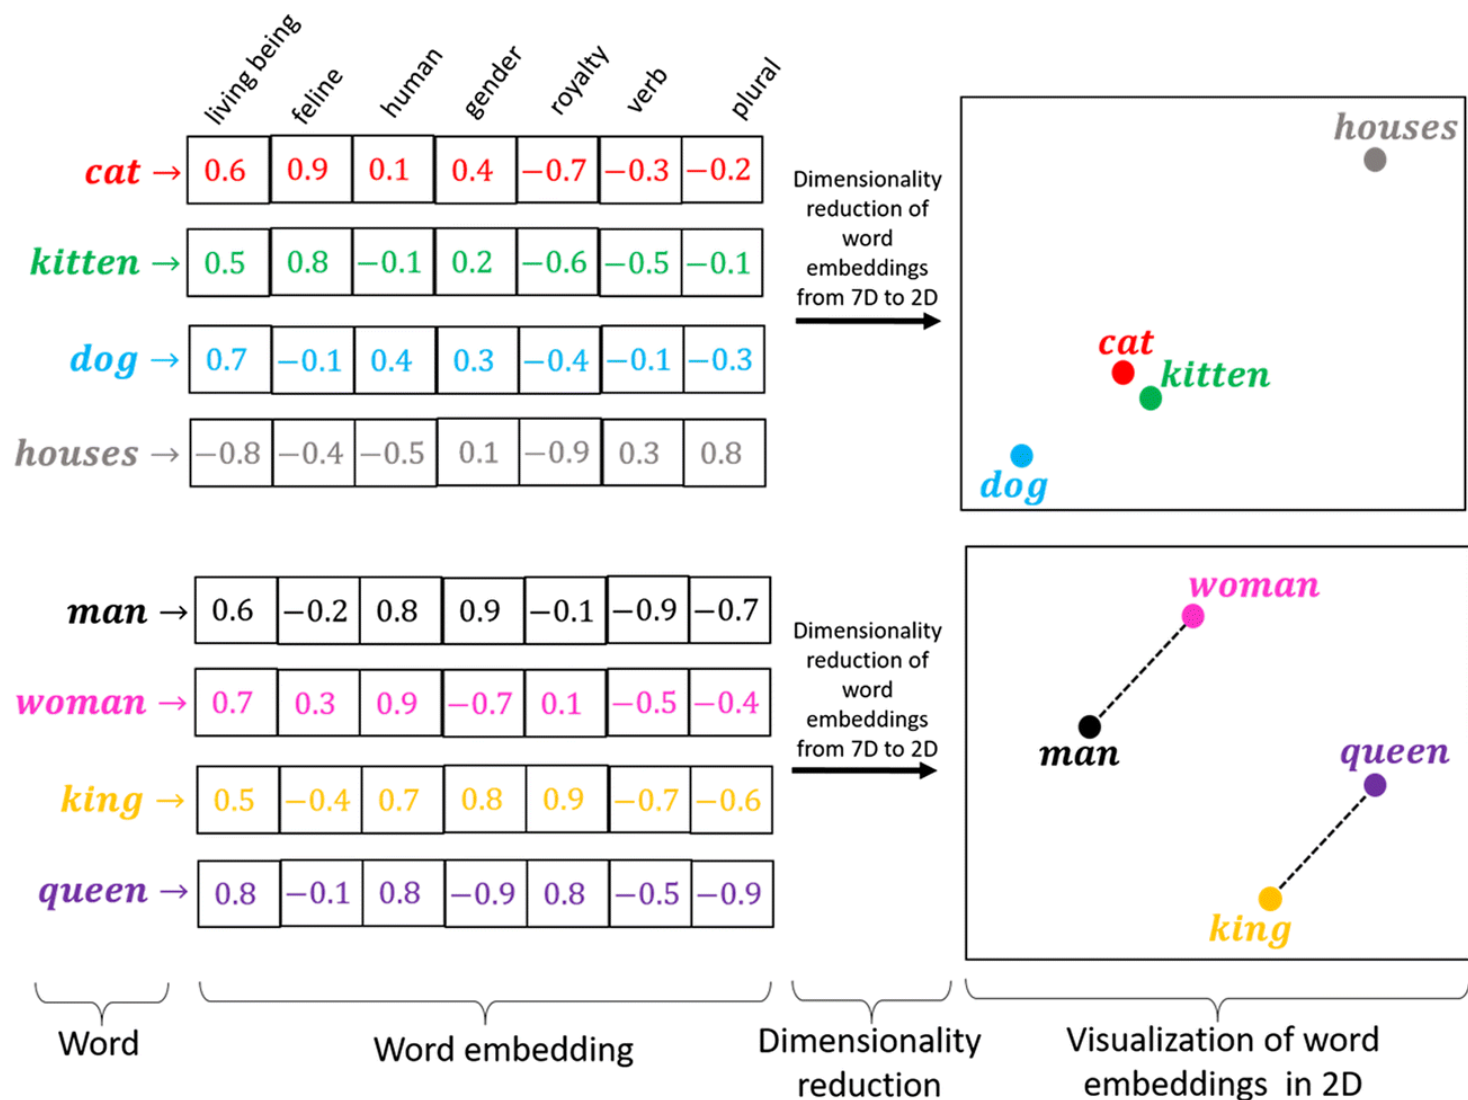 living being feline human gender royalty verb plural
cat → 0.6 0.9 0.1 0.4 −0.7 −0.3 −0.2
kitten → 0.5 0.8 −0.1 0.2 −0.6 −0.5 −0.1
dog → 0.7 −0.1 0.4 0.3 −0.4 −0.1 −0.3
houses → −0.8 −0.4 −0.5 0.1 −0.9 0.3 0.8
Dimensionality
reduction of
word
embeddings
from 7D to 2D
houses
cat
kitten
dog
man → 0.6 −0.2 0.8 0.9 −0.1 −0.9 −0.7
woman → 0.7 0.3 0.9 −0.7 0.1 −0.5 −0.4
king → 0.5 −0.4 0.7 0.8 0.9 −0.7 −0.6
queen → 0.8 −0.1 0.8 −0.9 0.8 −0.5 −0.9
Dimensionality
reduction of
word
embeddings
from 7D to 2D
woman
man
queen
king
Word
Word embedding
Dimensionality
reduction
Visualization of word
embeddings in 2D